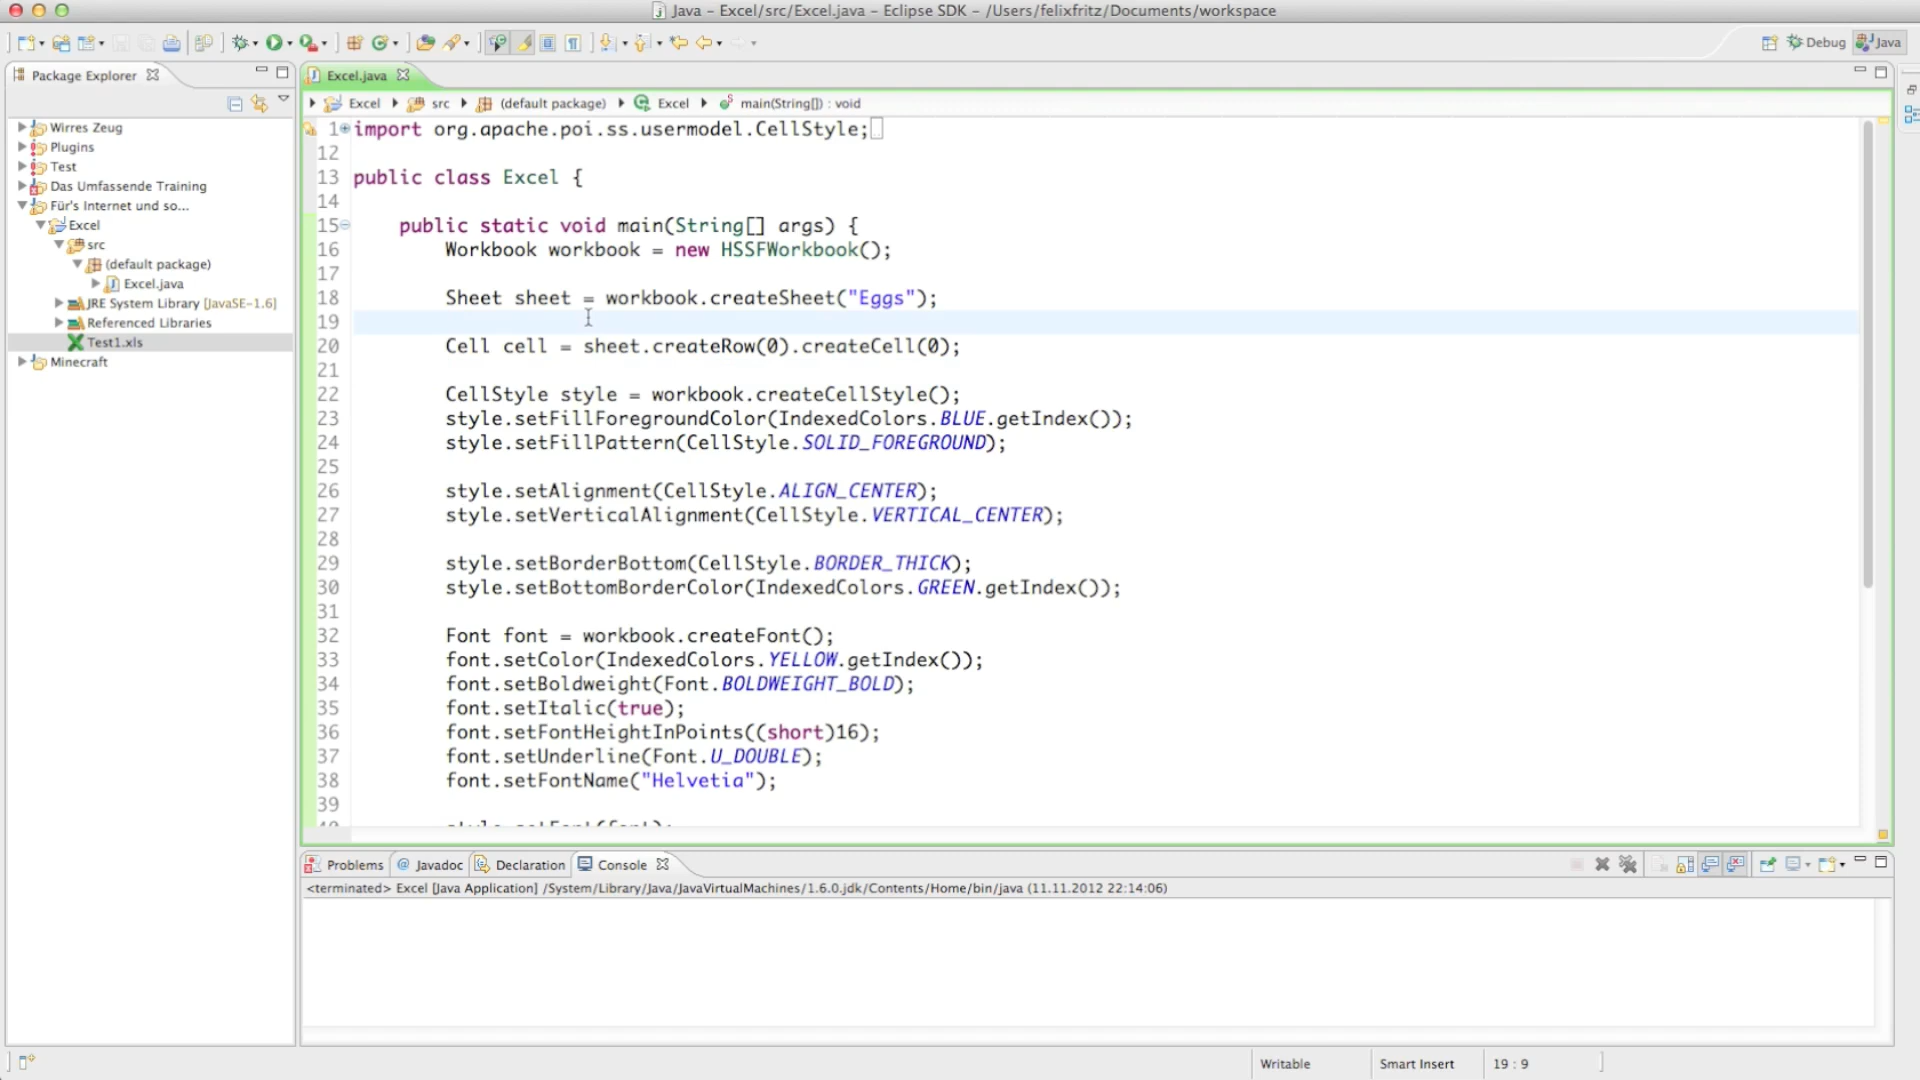 Java – Excel/src/Excel.java – Eclipse SDK – /Users/felixfritz/Documents/workspace
Debug
Java
Package Explorer
Wirres Zeug
Plugins
Test
Das Umfassende Training
Für's Internet und so...
Excel
src
(default package)
Excel.java
JRE System Library [JavaSE-1.6]
Referenced Libraries
Test1.xls
Minecraft
Excel.java
Excel src (default package) Excel main(String[]) : void
1 import org.apache.poi.ss.usermodel.CellStyle;
12
13 public class Excel {
14
15 public static void main(String[] args) {
16 Workbook workbook = new HSSFWorkbook();
17
18 Sheet sheet = workbook.createSheet("Eggs");
19
20 Cell cell = sheet.createRow(0).createCell(0);
21
22 CellStyle style = workbook.createCellStyle();
23 style.setFillForegroundColor(IndexedColors.BLUE.getIndex());
24 style.setFillPattern(CellStyle.SOLID_FOREGROUND);
25
26 style.setAlignment(CellStyle.ALIGN_CENTER);
27 style.setVerticalAlignment(CellStyle.VERTICAL_CENTER);
28
29 style.setBorderBottom(CellStyle.BORDER_THICK);
30 style.setBottomBorderColor(IndexedColors.GREEN.getIndex());
31
32 Font font = workbook.createFont();
33 font.setColor(IndexedColors.YELLOW.getIndex());
34 font.setBoldweight(Font.BOLDWEIGHT_BOLD);
35 font.setItalic(true);
36 font.setFontHeightInPoints((short)16);
37 font.setUnderline(Font.U_DOUBLE);
38 font.setFontName("Helvetia");
39
40 style.setFont(font);
Problems
Javadoc
Declaration
Console
<terminated> Excel [Java Application] /System/Library/Java/JavaVirtualMachines/1.6.0.jdk/Contents/Home/bin/java (11.11.2012 22:14:06)
Writable
Smart Insert
19 : 9